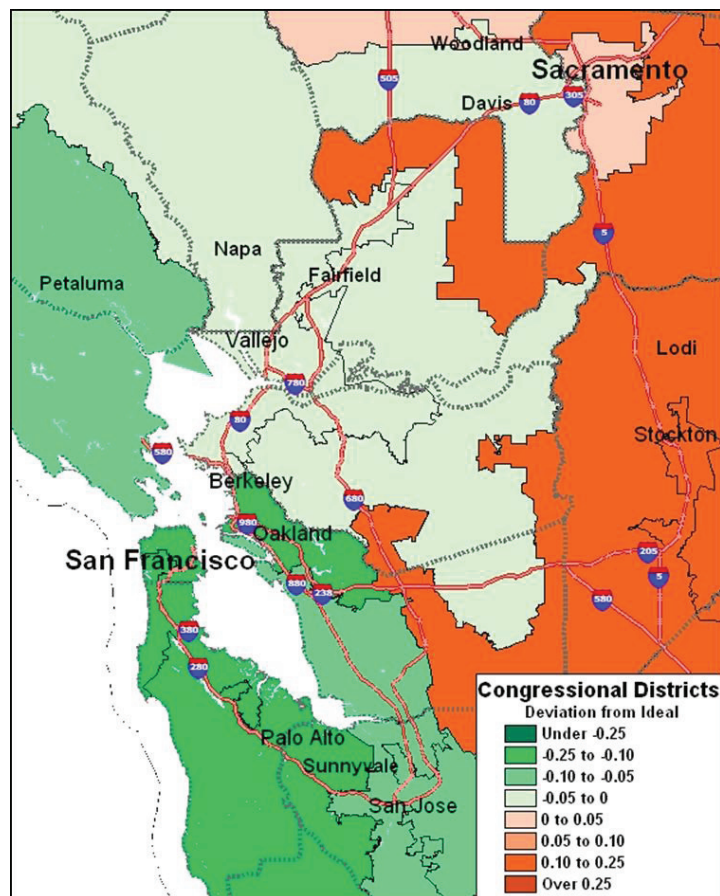 Woodland
Sacramento
505
Davis
80
305
5
Napa
Petaluma
Fairfield
Vallejo
Lodi
780
80
Stockton
580
Berkeley
680
980
Oakland
San Francisco
205
880
238
5
580
380
280
Palo Alto
Sunnyvale
San Jose
Congressional Districts
Deviation from Ideal
Under -0.25
-0.25 to -0.10
-0.10 to -0.05
-0.05 to 0
0 to 0.05
0.05 to 0.10
0.10 to 0.25
Over 0.25